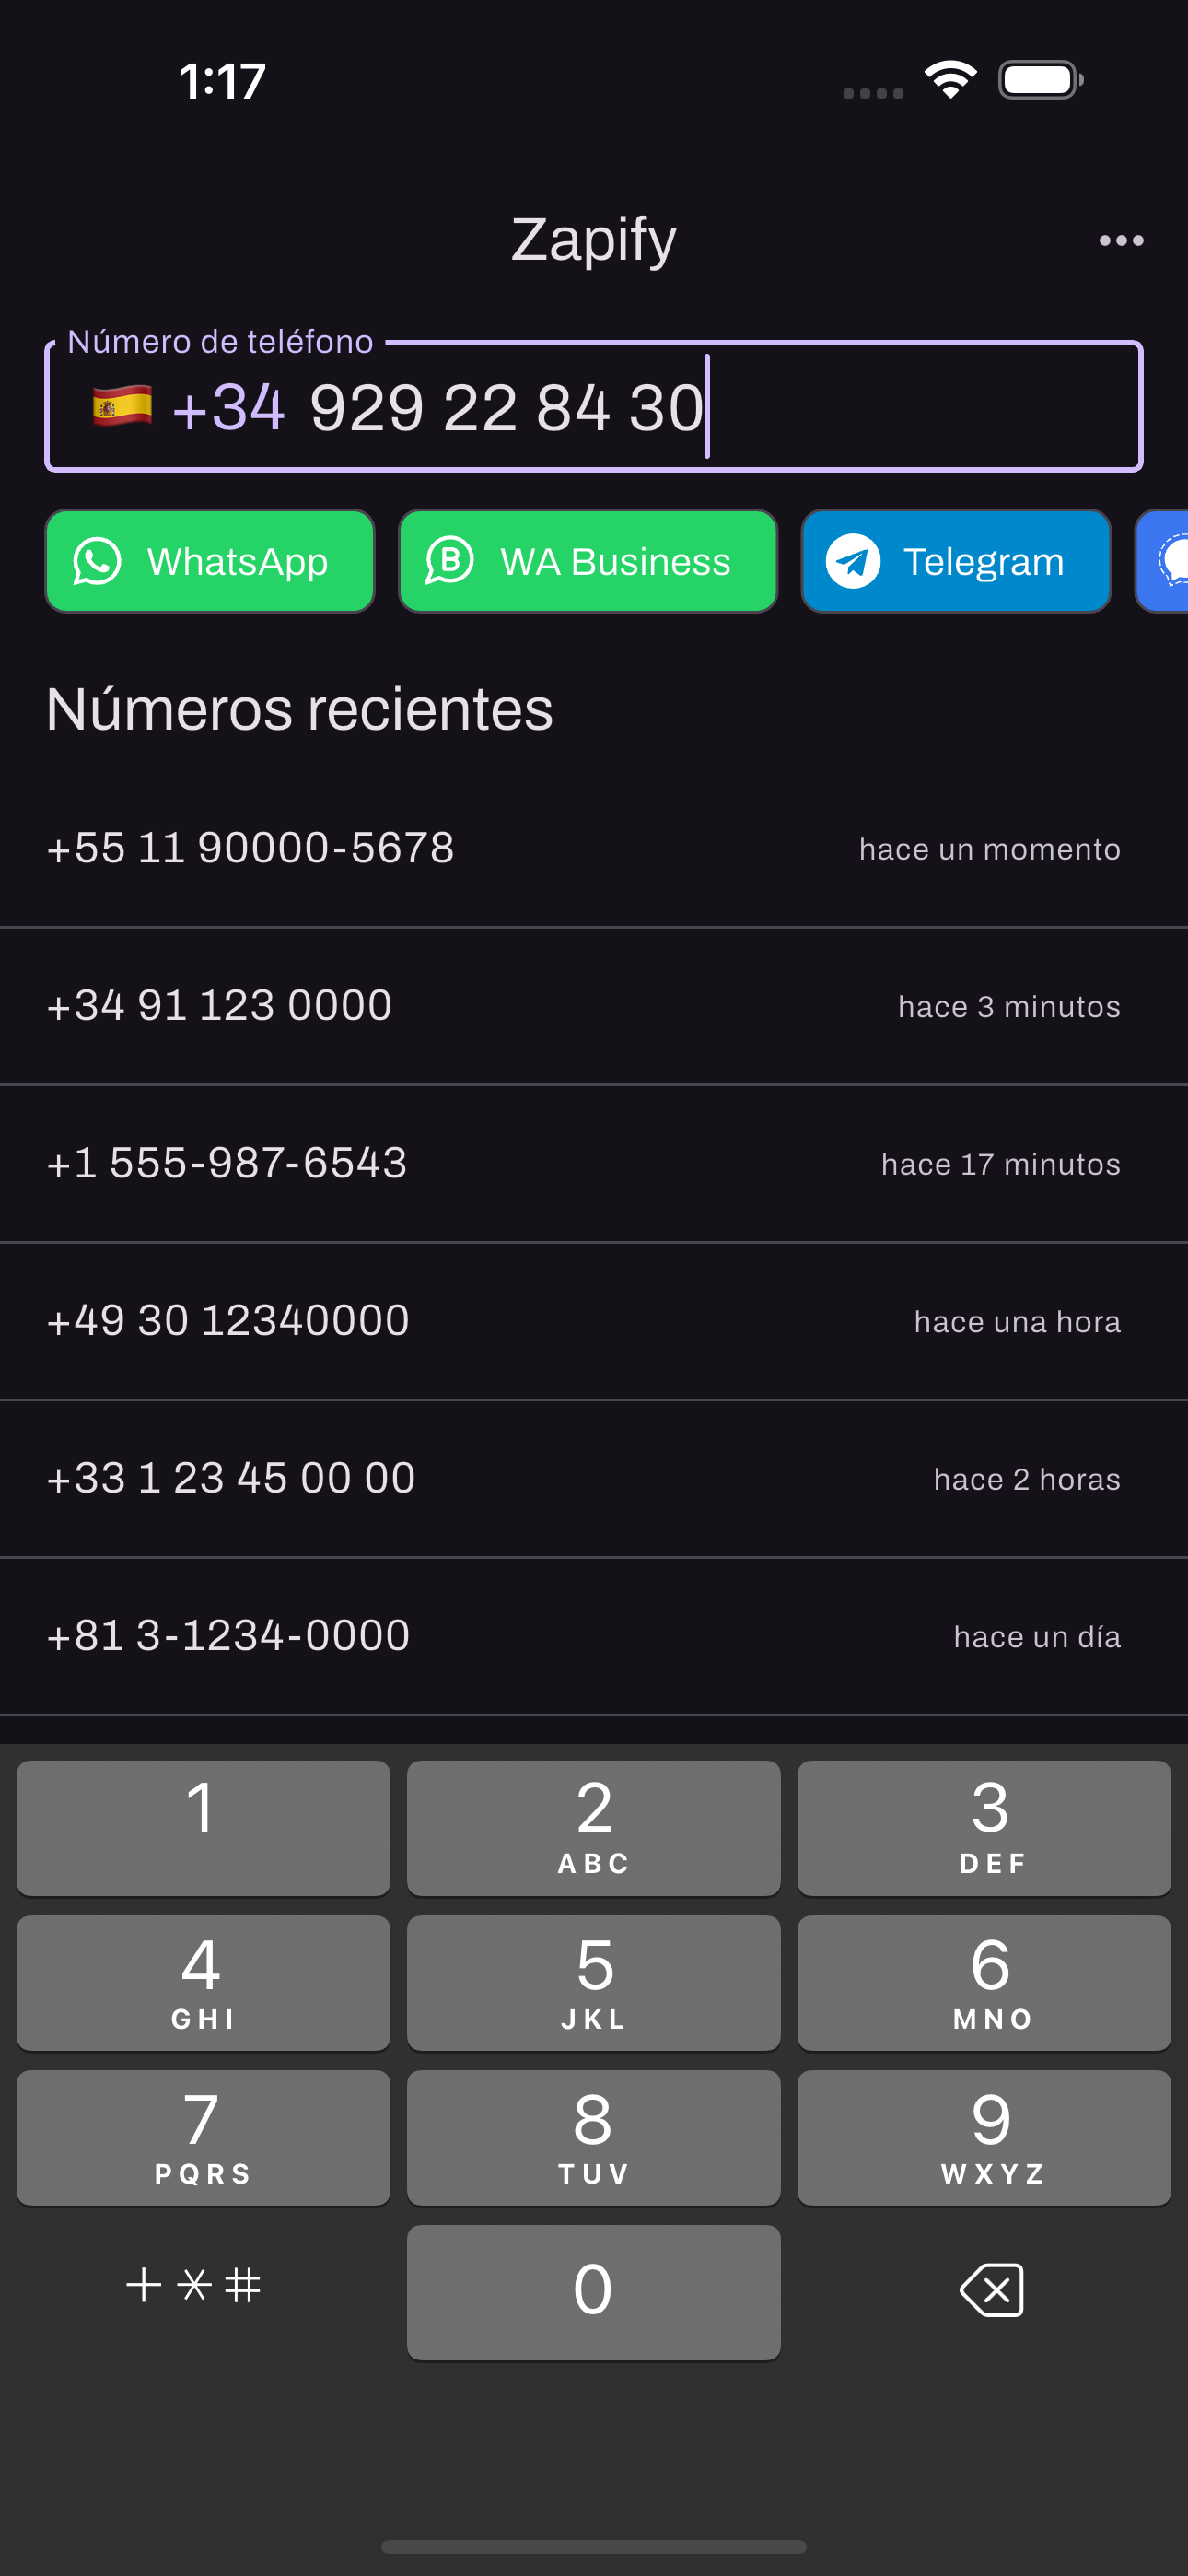 1:17
Zapify
Número de teléfono
+34 929 22 84 30
WhatsApp
WA Business
Telegram
Números recientes
+55 11 90000-5678 hace un momento
+34 91 123 0000 hace 3 minutos
+1 555-987-6543 hace 17 minutos
+49 30 12340000 hace una hora
+33 1 23 45 00 00 hace 2 horas
+81 3-1234-0000 hace un día
1 2 3
ABC DEF
4 5 6
GHI JKL MNO
7 8 9
PQRS TUV WXYZ
+*# 0